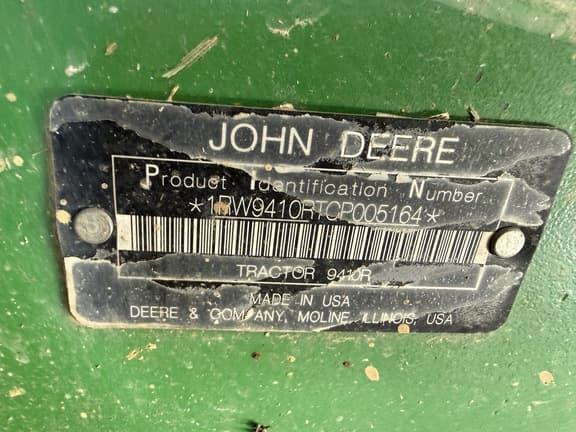 JOHN DEERE
Product Identification Number
*1RW9410RTCP005164*
TRACTOR 9410R
MADE IN USA
DEERE & COMPANY, MOLINE, ILLINOIS, USA